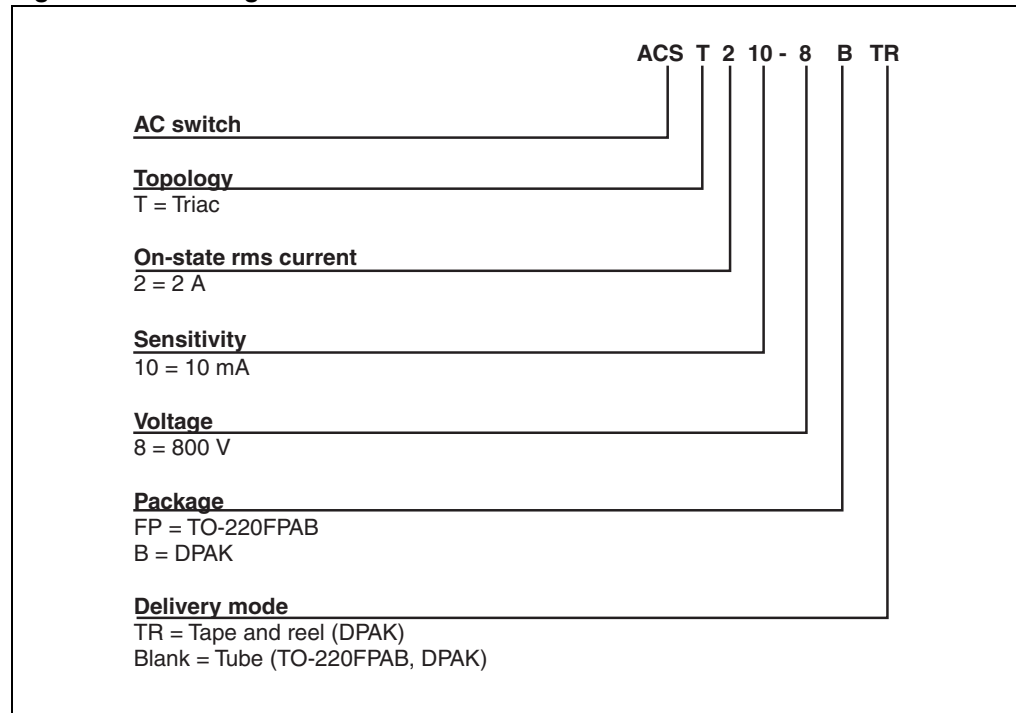 ACS T 2 10 - 8 B TR
AC switch
Topology
T = Triac
On-state rms current
2 = 2 A
Sensitivity
10 = 10 mA
Voltage
8 = 800 V
Package
FP = TO-220FPAB
B = DPAK
Delivery mode
TR = Tape and reel (DPAK)
Blank = Tube (TO-220FPAB, DPAK)